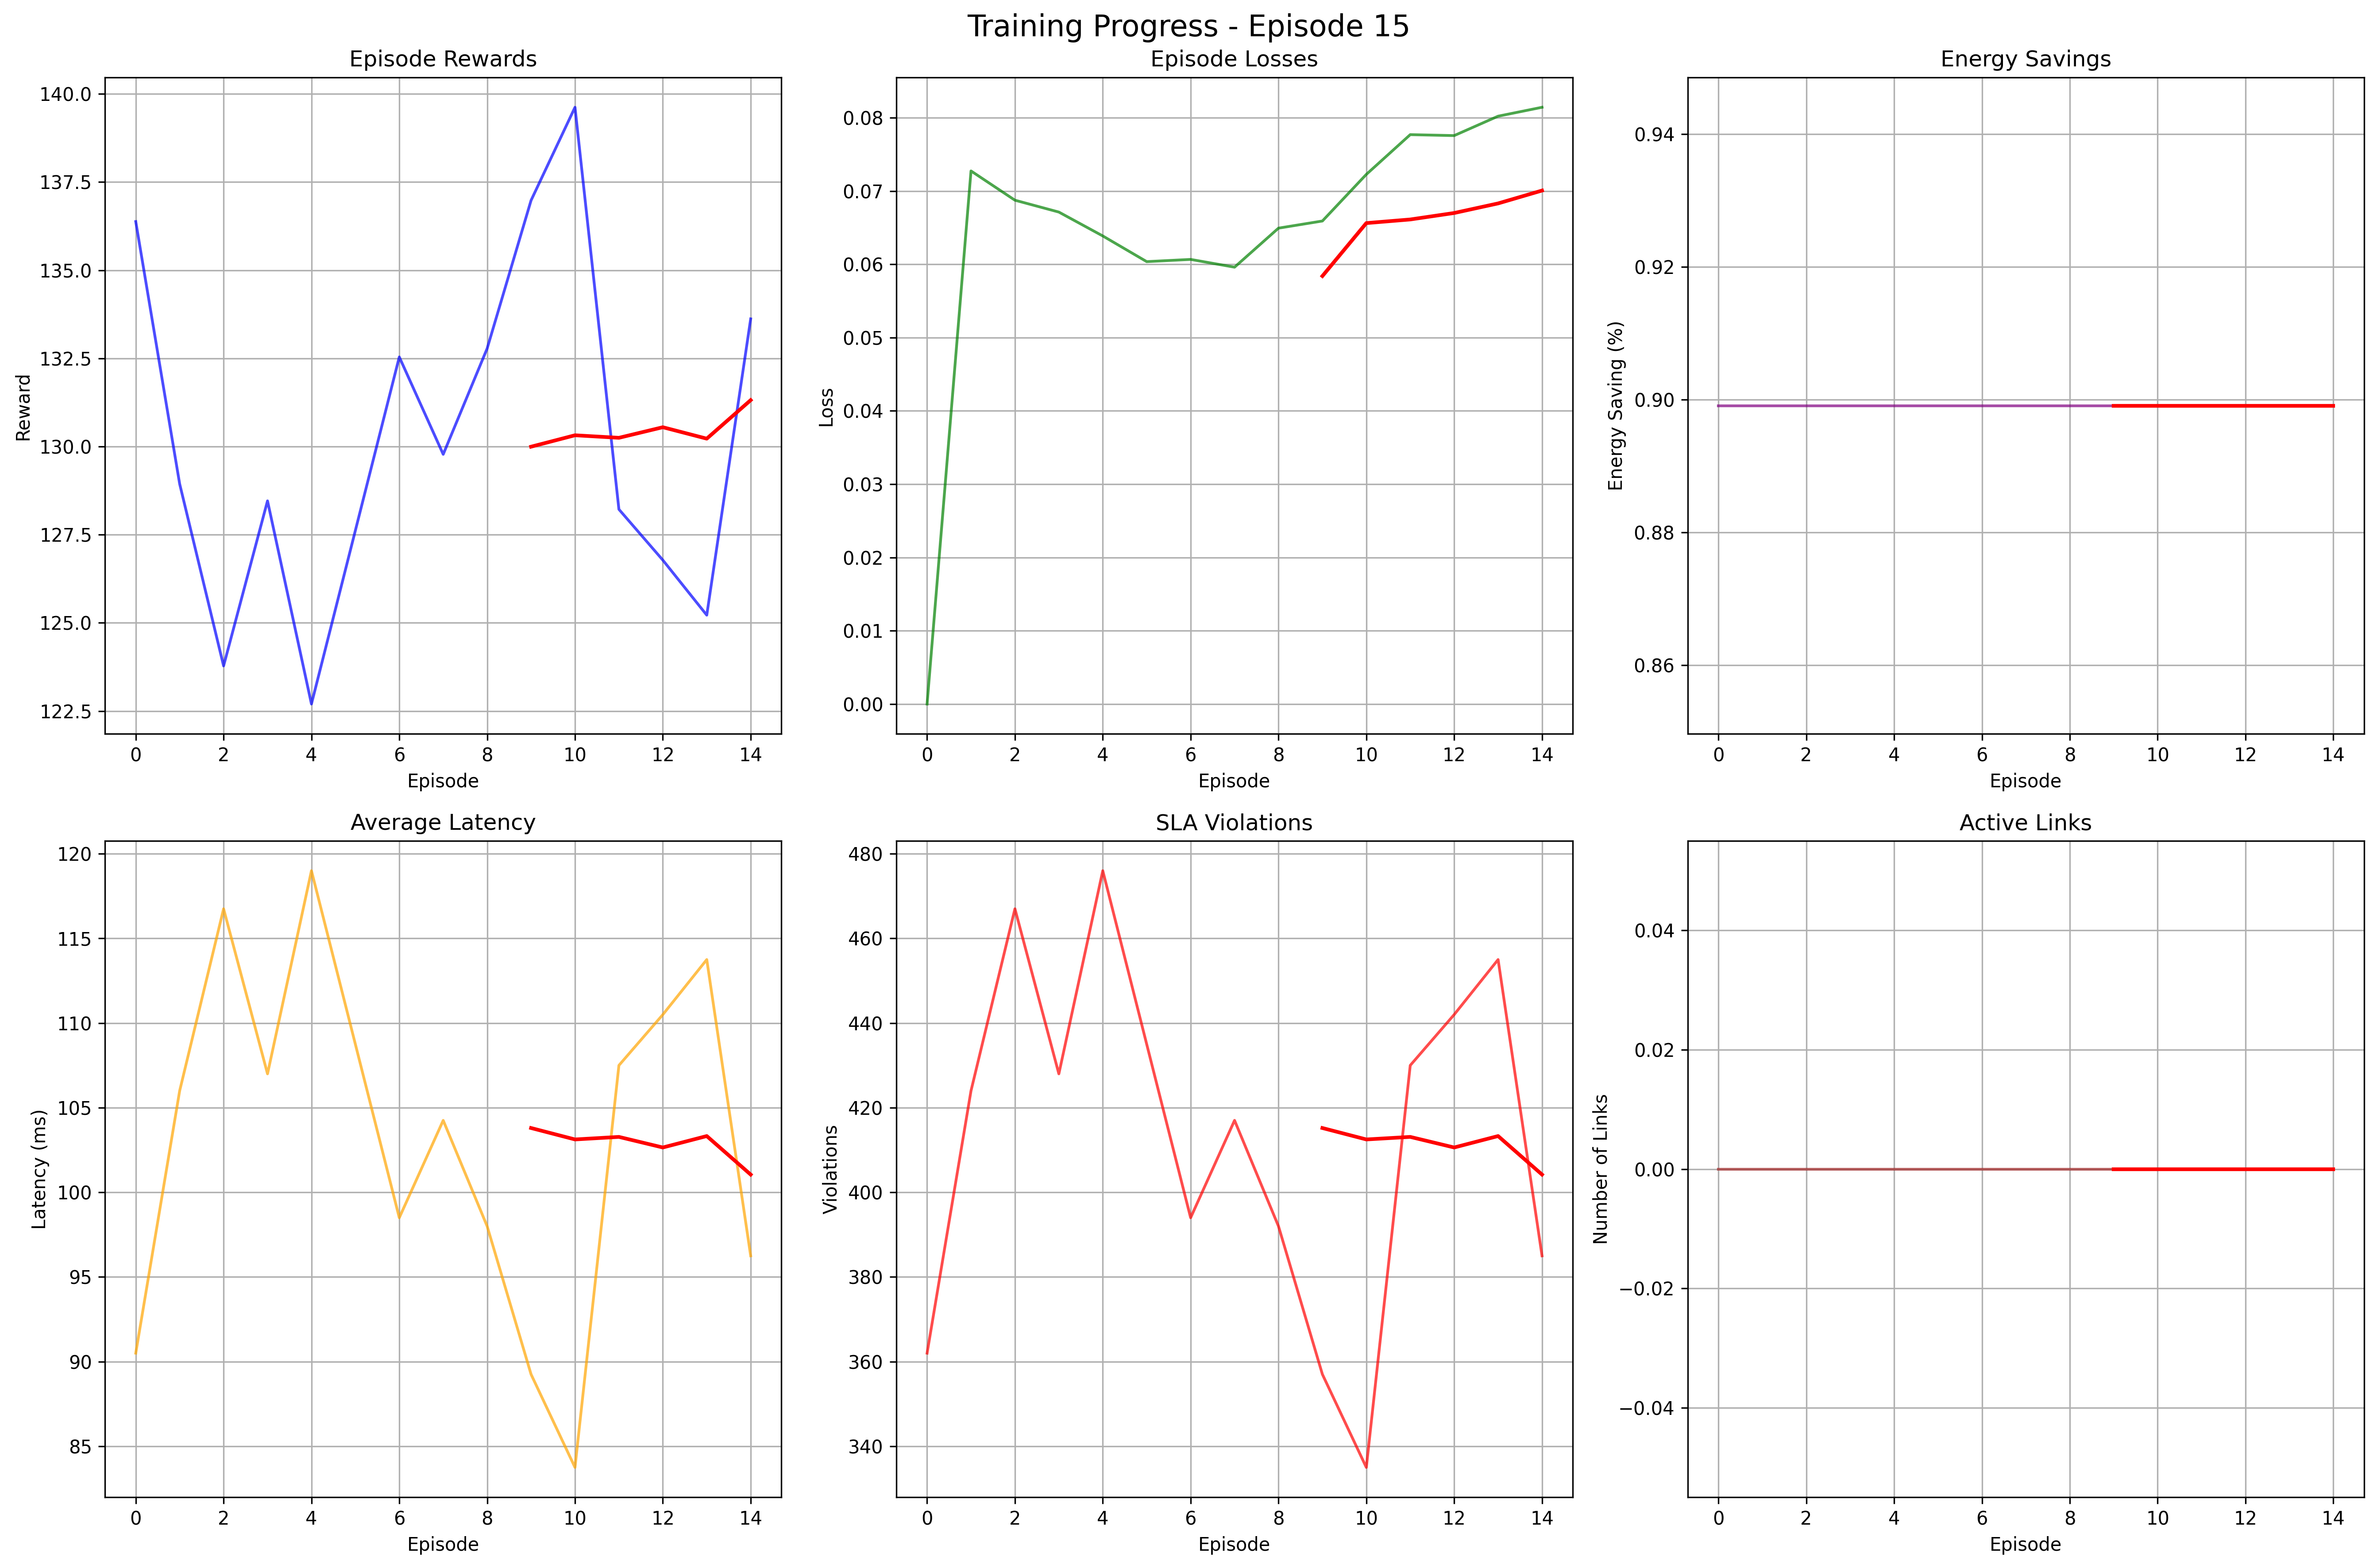 Training Progress - Episode 15
Episode Rewards
140.0
137.5
135.0
132.5
130.0
127.5
125.0
122.5
Reward
0 2 4 6 8 10 12 14
Episode
Episode Losses
0.08
0.07
0.06
0.05
0.04
0.03
0.02
0.01
0.00
Loss
0 2 4 6 8 10 12 14
Episode
Energy Savings
0.94
0.92
0.90
0.88
0.86
Energy Saving (%)
0 2 4 6 8 10 12 14
Episode
Average Latency
120
115
110
105
100
95
90
85
Latency (ms)
0 2 4 6 8 10 12 14
Episode
SLA Violations
480
460
440
420
400
380
360
340
Violations
0 2 4 6 8 10 12 14
Episode
Active Links
0.04
0.02
0.00
−0.02
−0.04
Number of Links
0 2 4 6 8 10 12 14
Episode